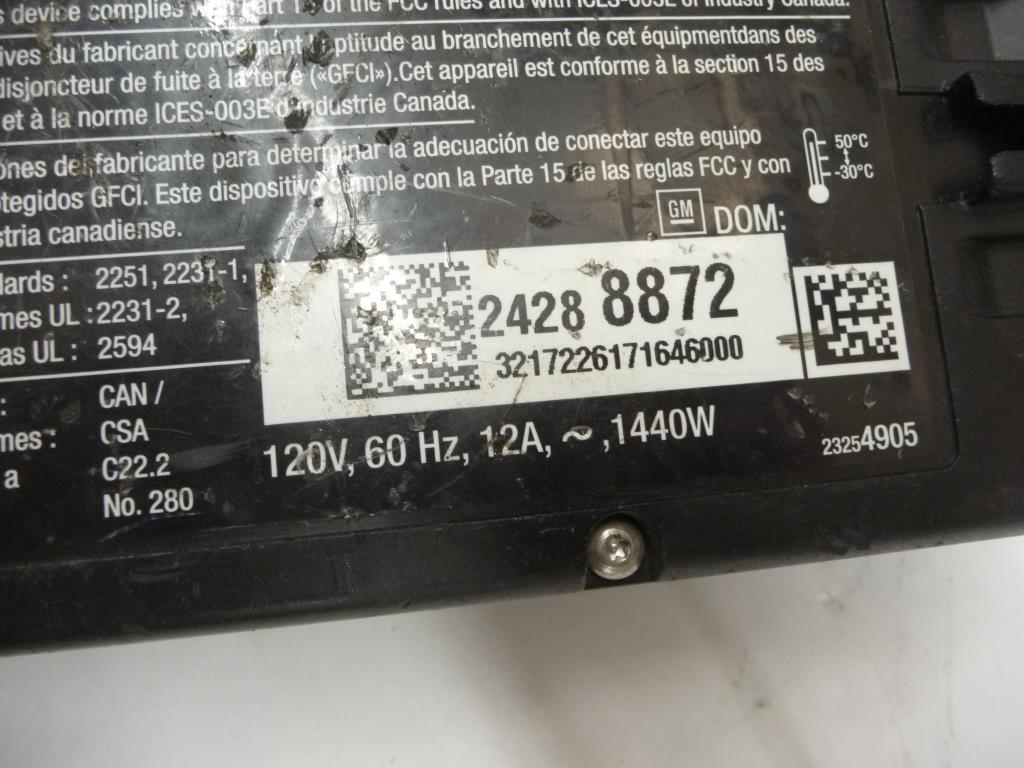 s device complies with Part 15 of the FCC rules and with ICES-003E of Industry Canada.
ives du fabricant concernant l'aptitude au branchement de cet équipmentdans des
disjoncteur de fuite à la terre («GFCI»).Cet appareil est conforme à la section 15 des
et à la norme ICES-003E d'Industrie Canada.
ones del fabricante para determinar la adecuación de conectar este equipo
otegidos GFCI. Este dispositivo cumple con la Parte 15 de las reglas FCC y con
stria canadiense.
50°C
-30°C
GM DOM:
dards : 2251, 2231-1,
mes UL : 2231-2,
as UL : 2594
2428 8872
3217226171646000
: CAN /
mes : CSA
a C22.2
No. 280
120V, 60 Hz, 12A, ~ ,1440W
23254905